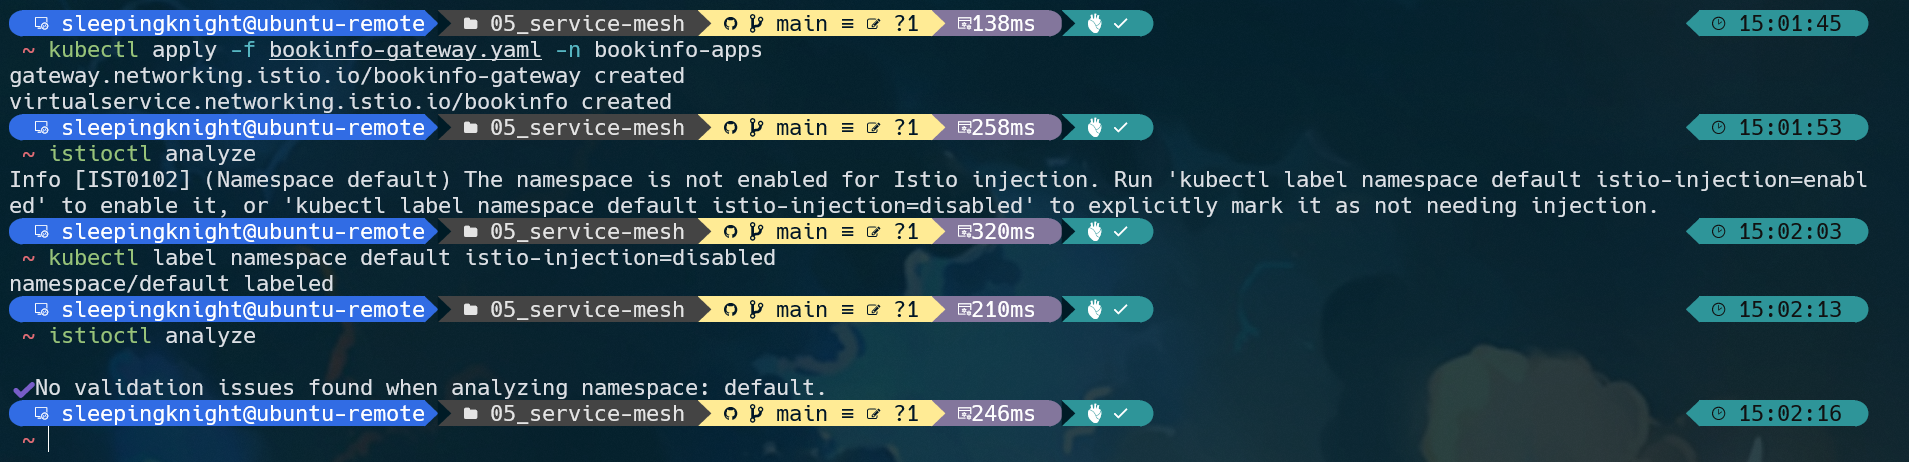 sleepingknight@ubuntu-remote 05_service-mesh main ≡ ?1 138ms ✓ 15:01:45
~ kubectl apply -f bookinfo-gateway.yaml -n bookinfo-apps
gateway.networking.istio.io/bookinfo-gateway created
virtualservice.networking.istio.io/bookinfo created
sleepingknight@ubuntu-remote 05_service-mesh main ≡ ?1 258ms ✓ 15:01:53
~ istioctl analyze
Info [IST0102] (Namespace default) The namespace is not enabled for Istio injection. Run 'kubectl label namespace default istio-injection=enabl
ed' to enable it, or 'kubectl label namespace default istio-injection=disabled' to explicitly mark it as not needing injection.
sleepingknight@ubuntu-remote 05_service-mesh main ≡ ?1 320ms ✓ 15:02:03
~ kubectl label namespace default istio-injection=disabled
namespace/default labeled
sleepingknight@ubuntu-remote 05_service-mesh main ≡ ?1 210ms ✓ 15:02:13
~ istioctl analyze
✔No validation issues found when analyzing namespace: default.
sleepingknight@ubuntu-remote 05_service-mesh main ≡ ?1 246ms ✓ 15:02:16
~